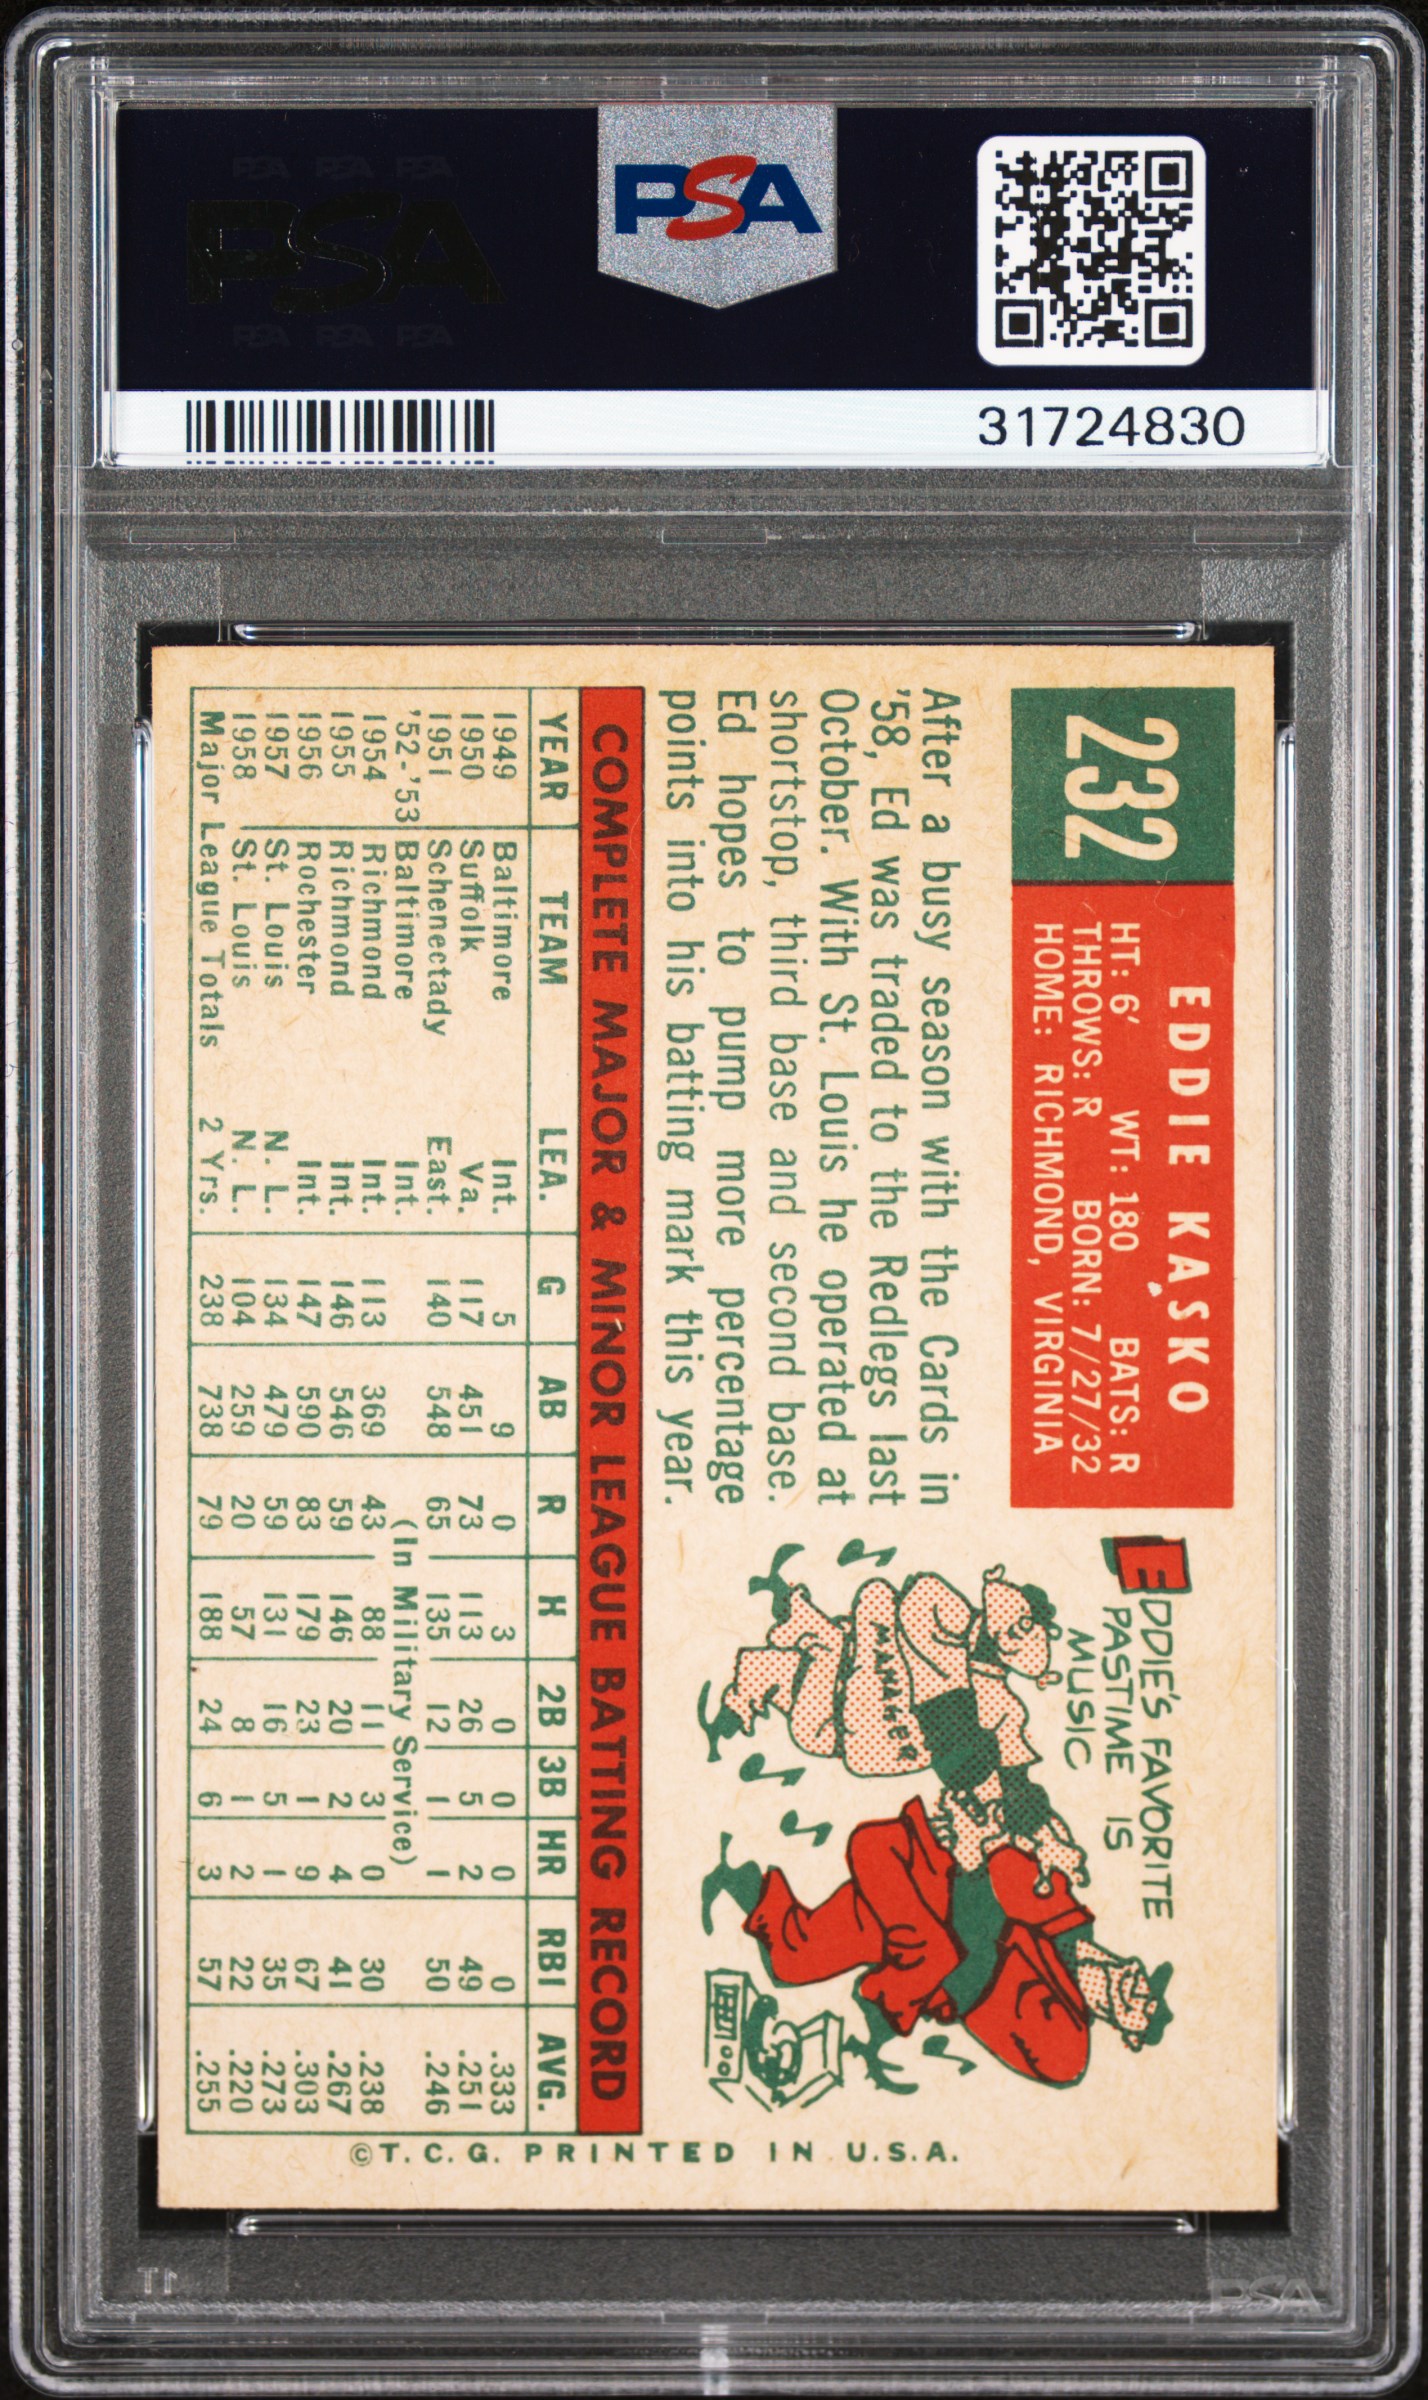 PSA PSA PSA
PSA
PSA PSA PSA
PSA
31724830
232
EDDIE KASKO
HT: 6' WT: 180 BATS: R
THROWS: R BORN: 7/27/32
HOME: RICHMOND, VIRGINIA
After a busy season with the Cards in
'58, Ed was traded to the Redlegs last
October. With St. Louis he operated at
shortstop, third base and second base.
Ed hopes to pump more percentage
points into his batting mark this year.
EDDIE'S FAVORITE
PASTIME IS
MUSIC
MANAGER
COMPLETE MAJOR & MINOR LEAGUE BATTING RECORD
YEAR TEAM LEA. G AB R H 2B 3B HR RBI AVG.
1949 Baltimore Int. 5 9 0 3 0 0 0 0 .333
1950 Suffolk Va. 117 451 73 113 26 5 2 49 .251
1951 Schenectady East. 140 548 65 135 12 1 1 50 .246
'52-'53 Baltimore Int. (In Military Service)
1954 Richmond Int. 113 369 43 88 11 3 0 30 .238
1955 Richmond Int. 146 546 59 146 20 2 4 41 .267
1956 Rochester Int. 147 590 83 179 23 1 9 67 .303
1957 St. Louis N. L. 134 479 59 131 16 5 1 35 .273
1958 St. Louis N. L. 104 259 20 57 8 1 2 22 .220
Major League Totals 2 Yrs. 238 738 79 188 24 6 3 57 .255
©T. C. G. PRINTED IN U.S.A.
PSA